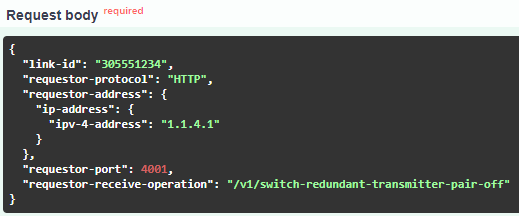 Request body required
{
  "link-id": "305551234",
  "requestor-protocol": "HTTP",
  "requestor-address": {
    "ip-address": {
      "ipv-4-address": "1.1.4.1"
    }
  },
  "requestor-port": 4001,
  "requestor-receive-operation": "/v1/switch-redundant-transmitter-pair-off"
}